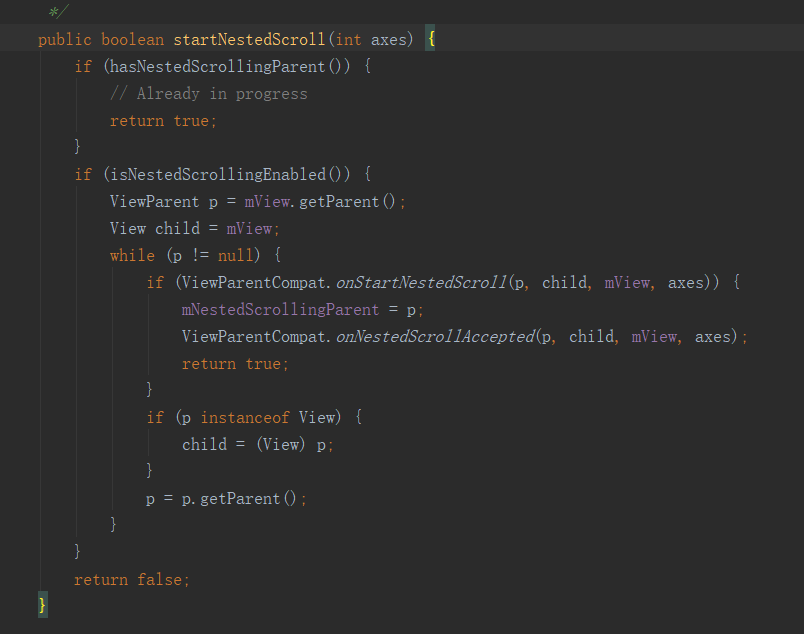 */
public boolean startNestedScroll(int axes) {
if (hasNestedScrollingParent()) {
// Already in progress
return true;
}
if (isNestedScrollingEnabled()) {
ViewParent p = mView.getParent();
View child = mView;
while (p != null) {
if (ViewParentCompat.onStartNestedScroll(p, child, mView, axes)) {
mNestedScrollingParent = p;
ViewParentCompat.onNestedScrollAccepted(p, child, mView, axes);
return true;
}
if (p instanceof View) {
child = (View) p;
}
p = p.getParent();
}
}
return false;
}